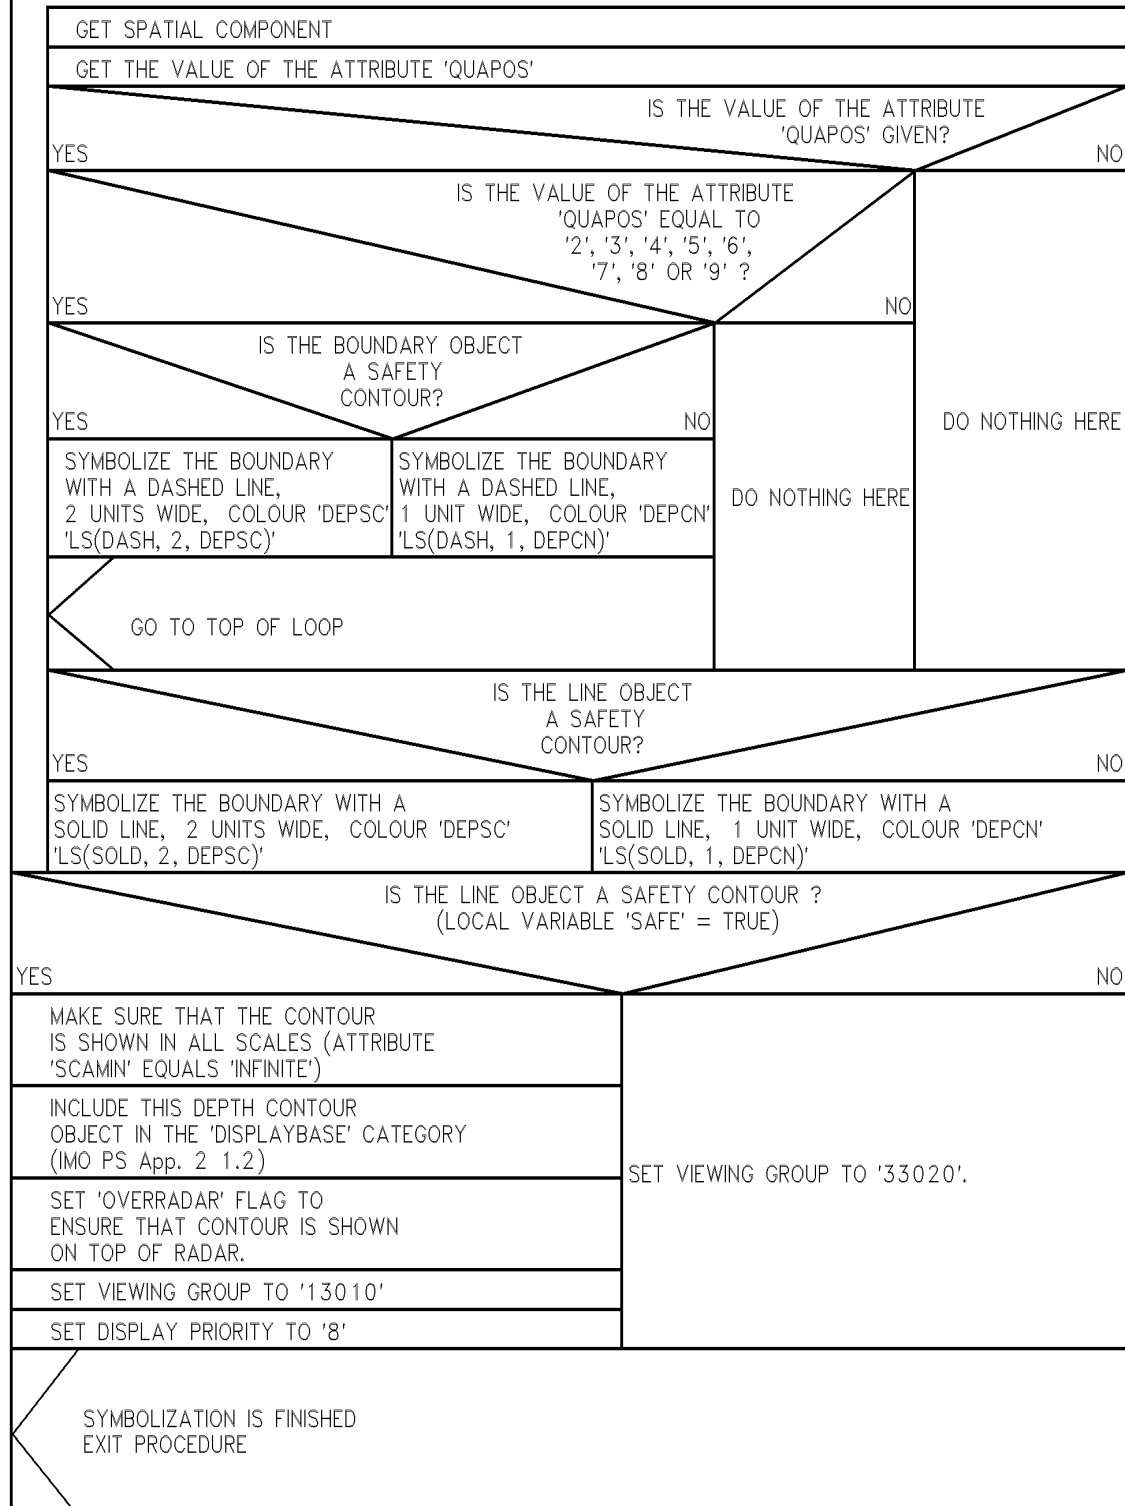 GET SPATIAL COMPONENT
GET THE VALUE OF THE ATTRIBUTE 'QUAPOS'
IS THE VALUE OF THE ATTRIBUTE
'QUAPOS' GIVEN?
YES
NO
IS THE VALUE OF THE ATTRIBUTE
'QUAPOS' EQUAL TO
'2', '3', '4', '5', '6',
'7', '8' OR '9' ?
YES
NO
IS THE BOUNDARY OBJECT
A SAFETY
CONTOUR?
YES
NO
SYMBOLIZE THE BOUNDARY
WITH A DASHED LINE,
2 UNITS WIDE, COLOUR 'DEPSC'
'LS(DASH, 2, DEPSC)'
SYMBOLIZE THE BOUNDARY
WITH A DASHED LINE,
1 UNIT WIDE, COLOUR 'DEPCN'
'LS(DASH, 1, DEPCN)'
DO NOTHING HERE
DO NOTHING HERE
GO TO TOP OF LOOP
IS THE LINE OBJECT
A SAFETY
CONTOUR?
YES
NO
SYMBOLIZE THE BOUNDARY WITH A
SOLID LINE, 2 UNITS WIDE, COLOUR 'DEPSC'
'LS(SOLD, 2, DEPSC)'
SYMBOLIZE THE BOUNDARY WITH A
SOLID LINE, 1 UNIT WIDE, COLOUR 'DEPCN'
'LS(SOLD, 1, DEPCN)'
IS THE LINE OBJECT A SAFETY CONTOUR ?
(LOCAL VARIABLE 'SAFE' = TRUE)
YES
NO
MAKE SURE THAT THE CONTOUR
IS SHOWN IN ALL SCALES (ATTRIBUTE
'SCAMIN' EQUALS 'INFINITE')
INCLUDE THIS DEPTH CONTOUR
OBJECT IN THE 'DISPLAYBASE' CATEGORY
(IMO PS App. 2 1.2)
SET 'OVERRADAR' FLAG TO
ENSURE THAT CONTOUR IS SHOWN
ON TOP OF RADAR.
SET VIEWING GROUP TO '13010'
SET DISPLAY PRIORITY TO '8'
SET VIEWING GROUP TO '33020'.
SYMBOLIZATION IS FINISHED
EXIT PROCEDURE